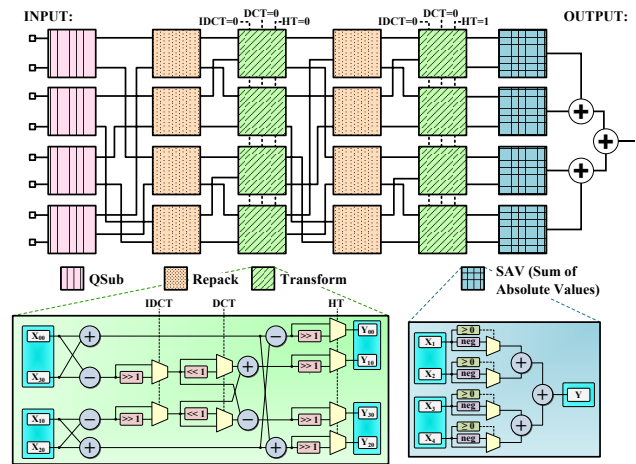 INPUT:
OUTPUT:
DCT=0
IDCT=0 HT=0
DCT=0
IDCT=0 HT=1
+
+
+
QSub
Repack
Transform
SAV (Sum of
Absolute Values)
IDCT DCT HT
X₀₀ + − >> 1 Y₀₀
X₃₀ − >> 1 << 1 + >> 1 Y₁₀
X₁₀ − >> 1 << 1 − >> 1 Y₃₀
X₂₀ + + >> 1 Y₂₀
≥ 0
X₁ neg
≥ 0 +
X₂ neg
+ Y
≥ 0
X₃ neg
≥ 0 +
X₄ neg